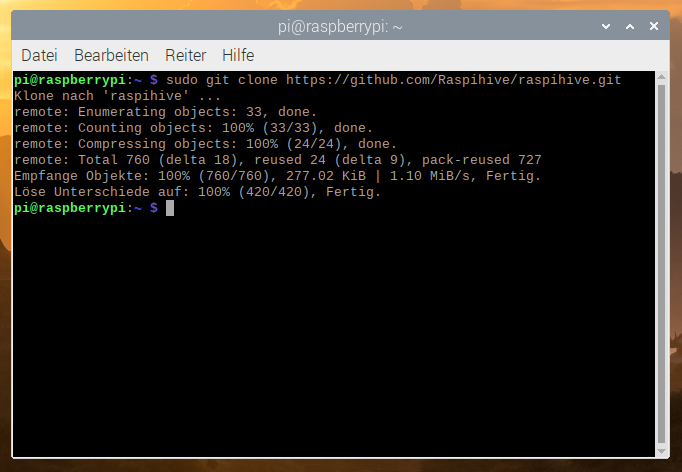 pi@raspberrypi: ~
Datei Bearbeiten Reiter Hilfe
pi@raspberrypi:~ $ sudo git clone https://github.com/Raspihive/raspihive.git
Klone nach 'raspihive' ...
remote: Enumerating objects: 33, done.
remote: Counting objects: 100% (33/33), done.
remote: Compressing objects: 100% (24/24), done.
remote: Total 760 (delta 18), reused 24 (delta 9), pack-reused 727
Empfange Objekte: 100% (760/760), 277.02 KiB | 1.10 MiB/s, Fertig.
Löse Unterschiede auf: 100% (420/420), Fertig.
pi@raspberrypi:~ $